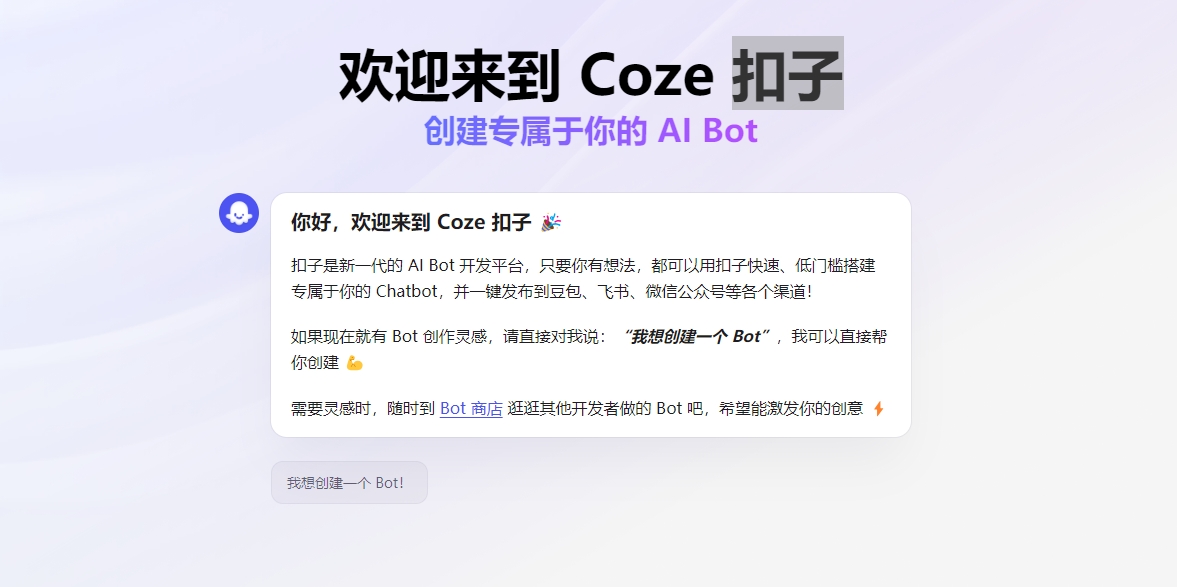 欢迎来到 Coze 扣子
创建专属于你的 AI Bot
你好，欢迎来到 Coze 扣子 🎉
扣子是新一代的 AI Bot 开发平台，只要你有想法，都可以用扣子快速、低门槛搭建
专属于你的 Chatbot，并一键发布到豆包、飞书、微信公众号等各个渠道！
如果现在就有 Bot 创作灵感，请直接对我说：“我想创建一个 Bot”，我可以直接帮
你创建 💪
需要灵感时，随时到 Bot 商店 逛逛其他开发者做的 Bot 吧，希望能激发你的创意 ⚡
我想创建一个 Bot！